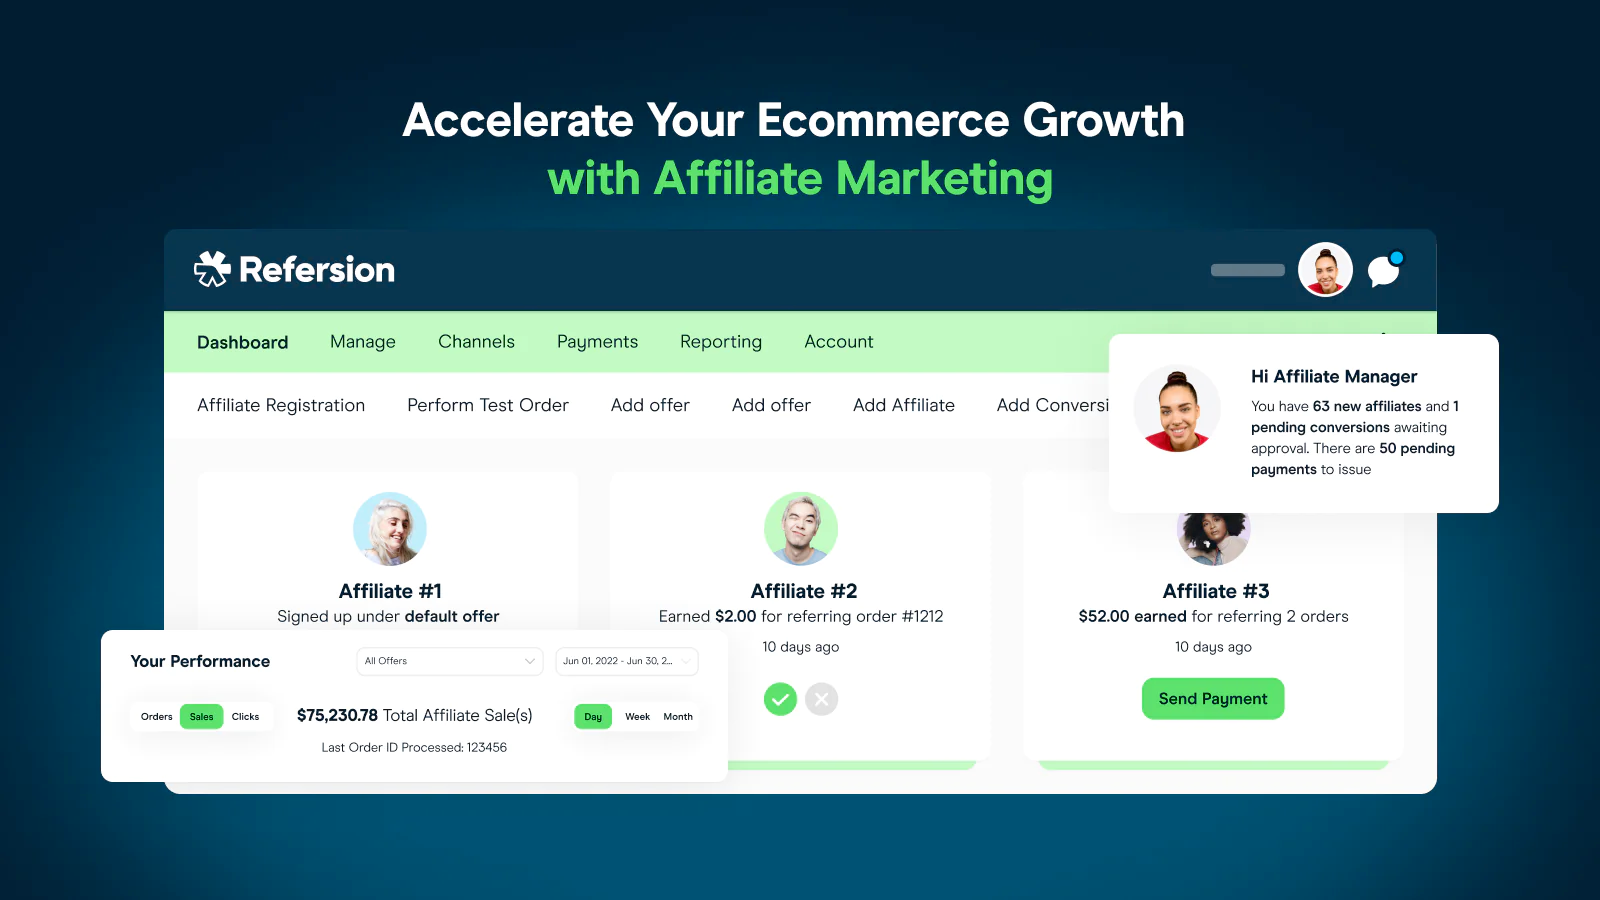 Accelerate Your Ecommerce Growth
with Affiliate Marketing
Refersion
Dashboard Manage Channels Payments Reporting Account
Affiliate Registration Perform Test Order Add offer Add offer Add Affiliate Add Conversi
Hi Affiliate Manager
You have 63 new affiliates and 1
pending conversions awaiting
approval. There are 50 pending
payments to issue
Affiliate #1
Signed up under default offer
Affiliate #2
Earned $2.00 for referring order #1212
10 days ago
Affiliate #3
$52.00 earned for referring 2 orders
10 days ago
Send Payment
Your Performance
All Offers
Jun 01, 2022 - Jun 30, 2...
Orders Sales Clicks
$75,230.78 Total Affiliate Sale(s)
Day Week Month
Last Order ID Processed: 123456